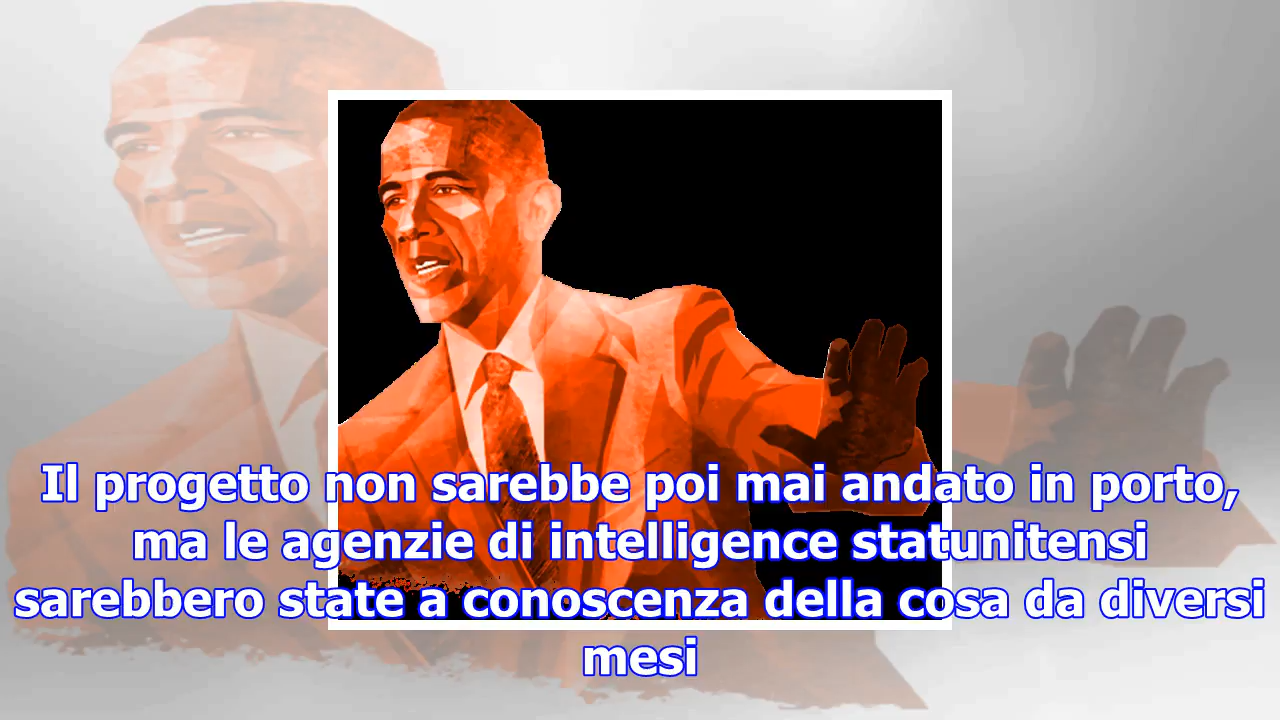 Il progetto non sarebbe poi mai andato in porto,
ma le agenzie di intelligence statunitensi
sarebbero state a conoscenza della cosa da diversi
mesi